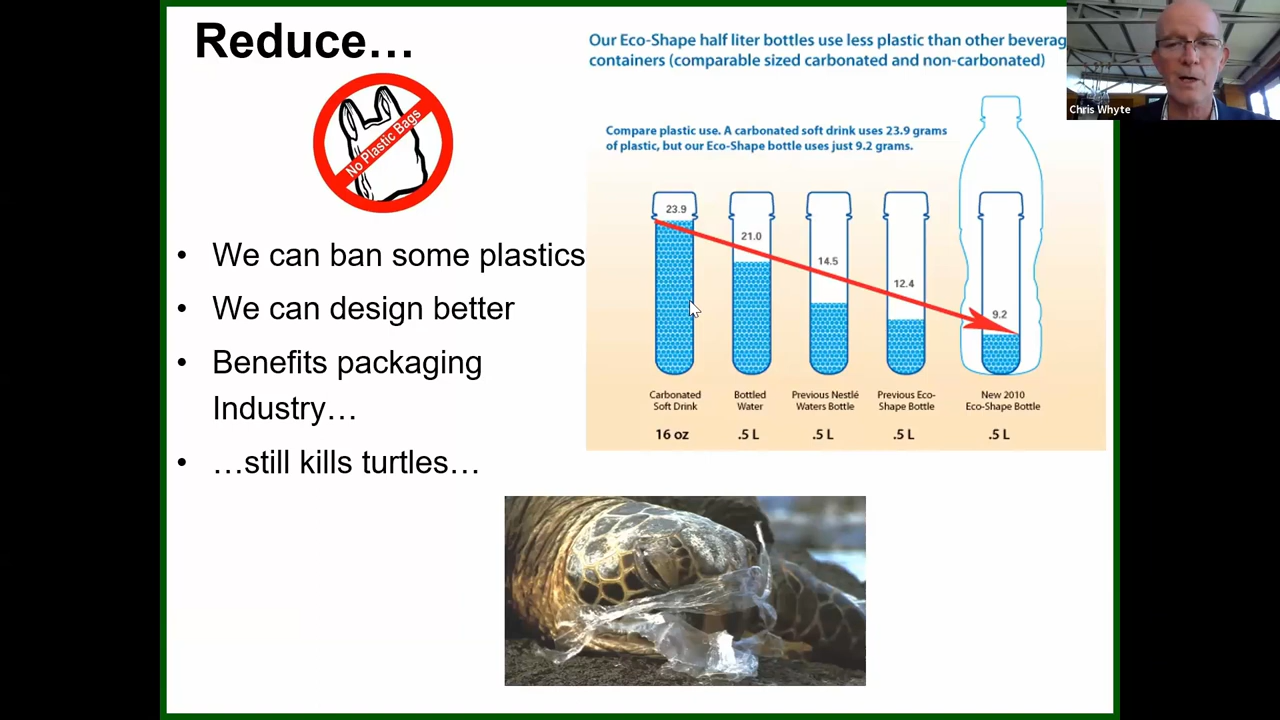 Reduce…
No Plastic Bags
• We can ban some plastics
• We can design better
• Benefits packaging
Industry…
• …still kills turtles…
Our Eco-Shape half liter bottles use less plastic than other beverag
containers (comparable sized carbonated and non-carbonated)
Compare plastic use. A carbonated soft drink uses 23.9 grams
of plastic, but our Eco-Shape bottle uses just 9.2 grams.
23.9
21.0
14.5
12.4
9.2
Carbonated
Soft Drink
16 oz
Bottled
Water
.5 L
Previous Nestlé
Waters Bottle
.5 L
Previous Eco-
Shape Bottle
.5 L
New 2010
Eco-Shape Bottle
.5 L
Chris Whyte